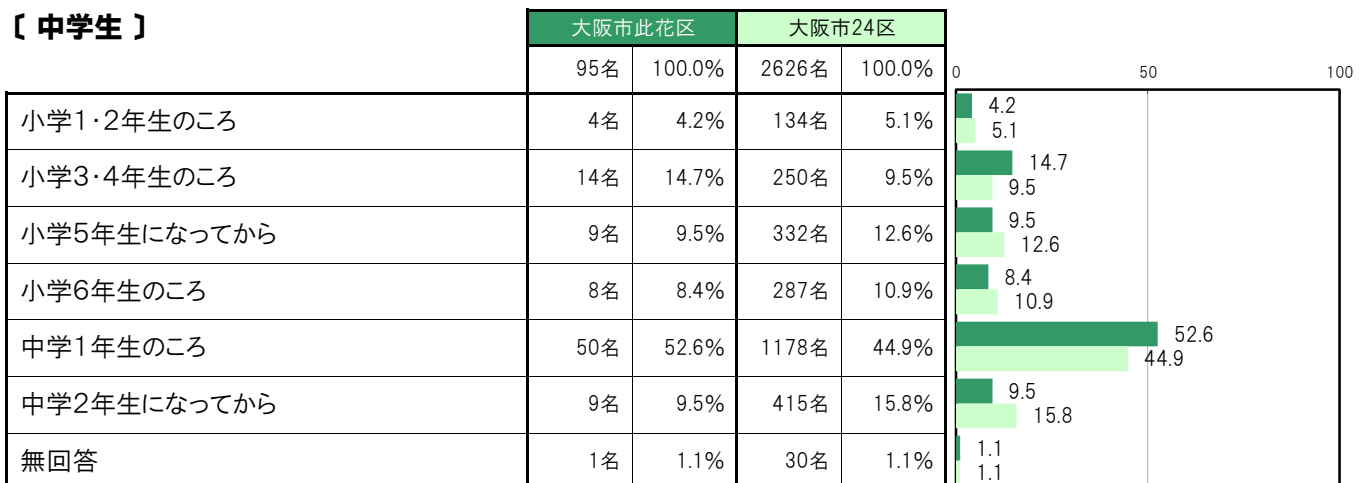 〔 中学生 〕
大阪市此花区 大阪市24区
95名 100.0% 2626名 100.0% 0 50 100
小学1・2年生のころ 4名 4.2% 134名 5.1% 4.2
5.1
小学3・4年生のころ 14名 14.7% 250名 9.5% 14.7
9.5
小学5年生になってから 9名 9.5% 332名 12.6% 9.5
12.6
小学6年生のころ 8名 8.4% 287名 10.9% 8.4
10.9
中学1年生のころ 50名 52.6% 1178名 44.9% 52.6
44.9
中学2年生になってから 9名 9.5% 415名 15.8% 9.5
15.8
無回答 1名 1.1% 30名 1.1% 1.1
1.1